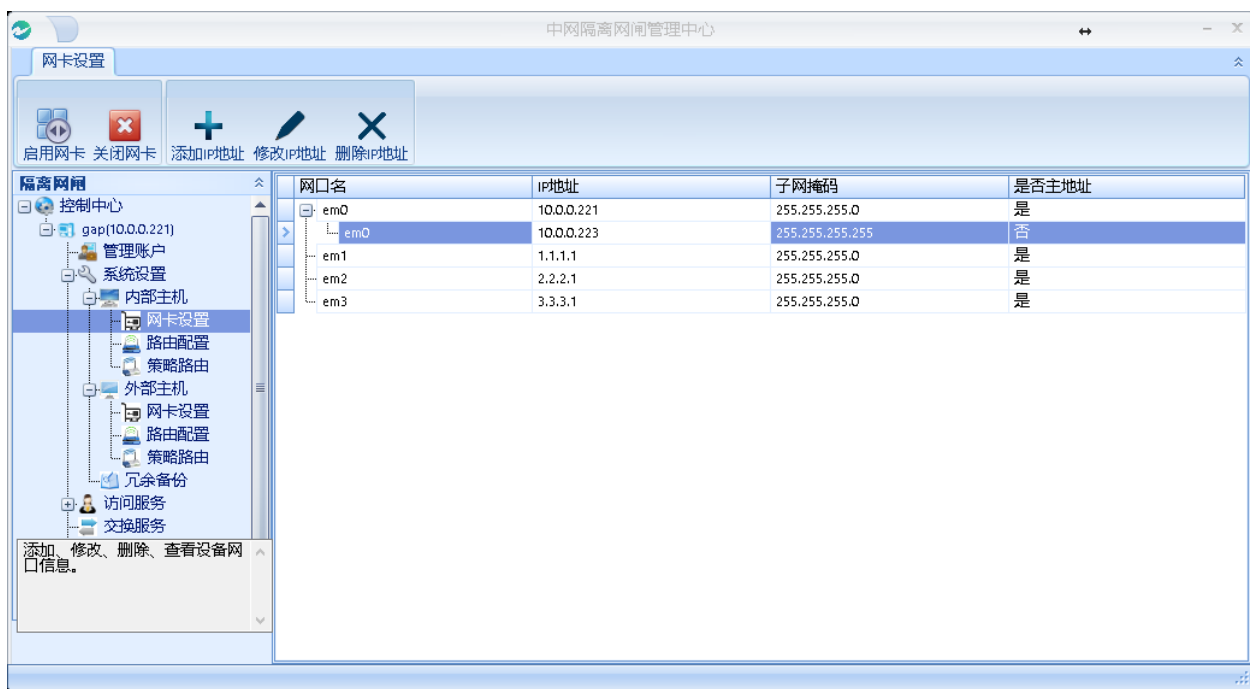 中网隔离网闸管理中心
网卡设置
启用网卡 关闭网卡 添加IP地址 修改IP地址 删除IP地址
隔离网闸
控制中心
gap(10.0.0.221)
管理账户
系统设置
内部主机
网卡设置
路由配置
策略路由
外部主机
网卡设置
路由配置
策略路由
冗余备份
访问服务
交换服务
添加、修改、删除、查看设备网
口信息。
网口名 IP地址 子网掩码 是否主地址
em0 10.0.0.221 255.255.255.0 是
em0 10.0.0.223 255.255.255.255 否
em1 1.1.1.1 255.255.255.0 是
em2 2.2.2.1 255.255.255.0 是
em3 3.3.3.1 255.255.255.0 是